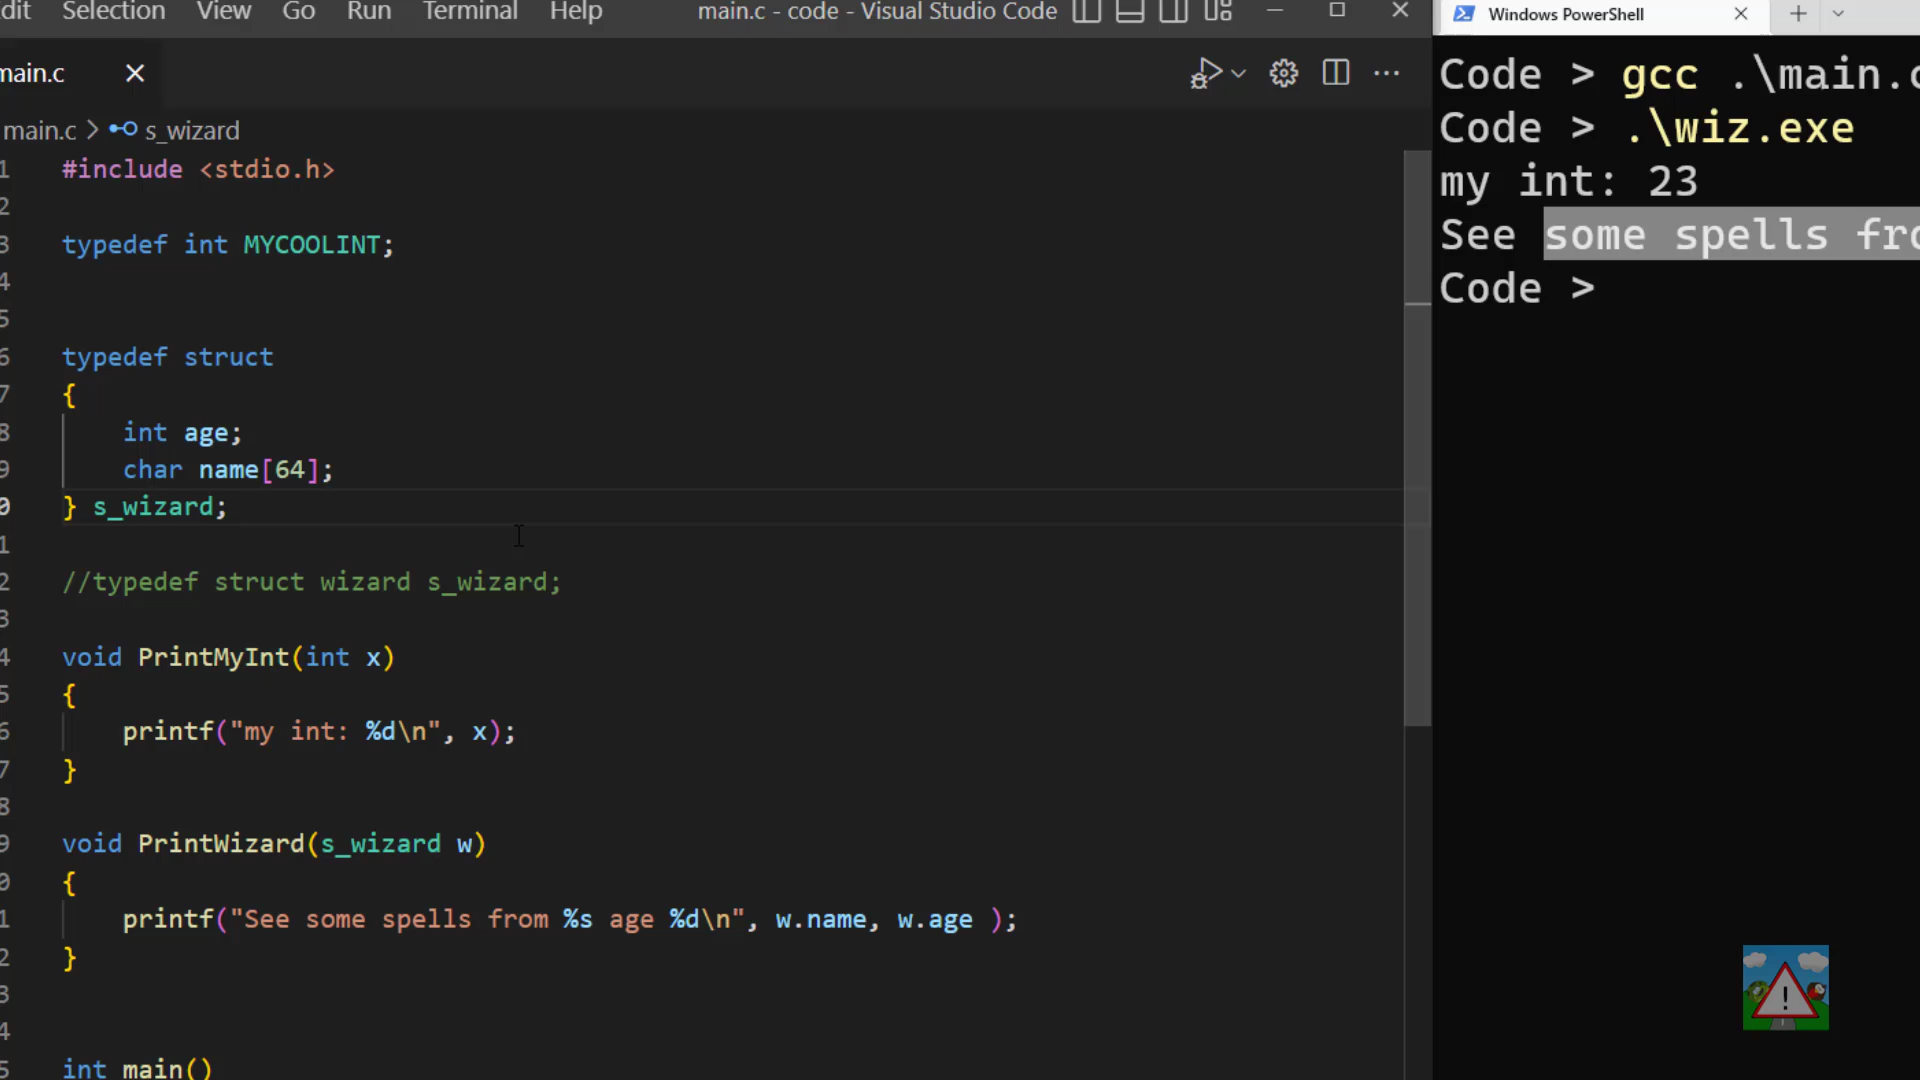 dit Selection View Go Run Terminal Help main.c - code - Visual Studio Code
main.c
main.c > s_wizard
1 #include <stdio.h>
2
3 typedef int MYCOOLINT;
4
5
6 typedef struct
7 {
8 int age;
9 char name[64];
0 } s_wizard;
1
2 //typedef struct wizard s_wizard;
3
4 void PrintMyInt(int x)
5 {
6 printf("my int: %d\n", x);
7 }
8
9 void PrintWizard(s_wizard w)
0 {
1 printf("See some spells from %s age %d\n", w.name, w.age );
2 }
3
4
5 int main()
Windows PowerShell
Code > gcc .\main.c
Code > .\wiz.exe
my int: 23
See some spells fro
Code >